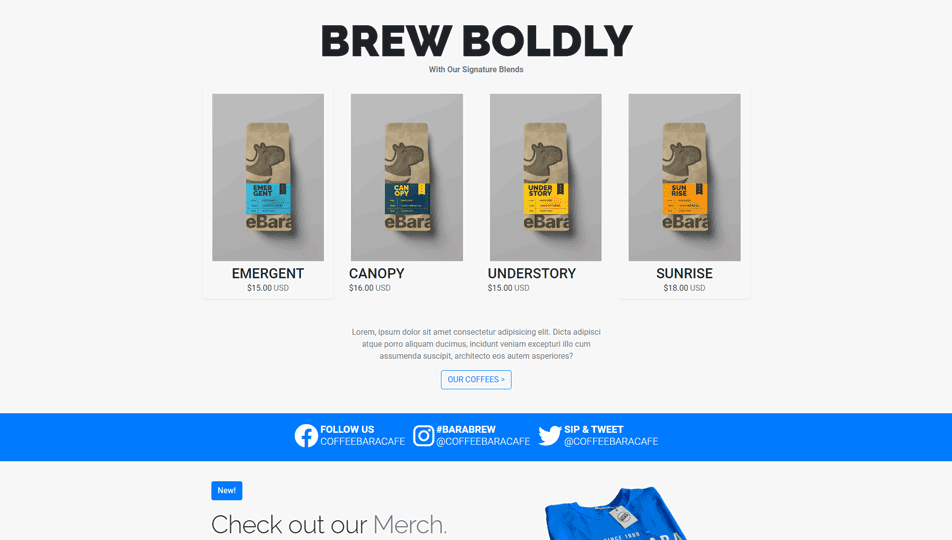 BREW BOLDLY
With Our Signature Blends
EMER
GENT
eBara
CAN
OPY
eBara
UNDER
STORY
eBara
SUN
RISE
eBara
EMERGENT
$15.00 USD
CANOPY
$16.00 USD
UNDERSTORY
$15.00 USD
SUNRISE
$18.00 USD
Lorem, ipsum dolor sit amet consectetur adipisicing elit. Dicta adipisci
atque porro aliquam ducimus, incidunt veniam excepturi illo cum
assumenda suscipit, architecto eos autem asperiores?
OUR COFFEES >
FOLLOW US
COFFEEBARACAFE
#BARABREW
@COFFEEBARACAFE
SIP & TWEET
@COFFEEBARACAFE
New!
Check out our Merch.
SINCE 1988